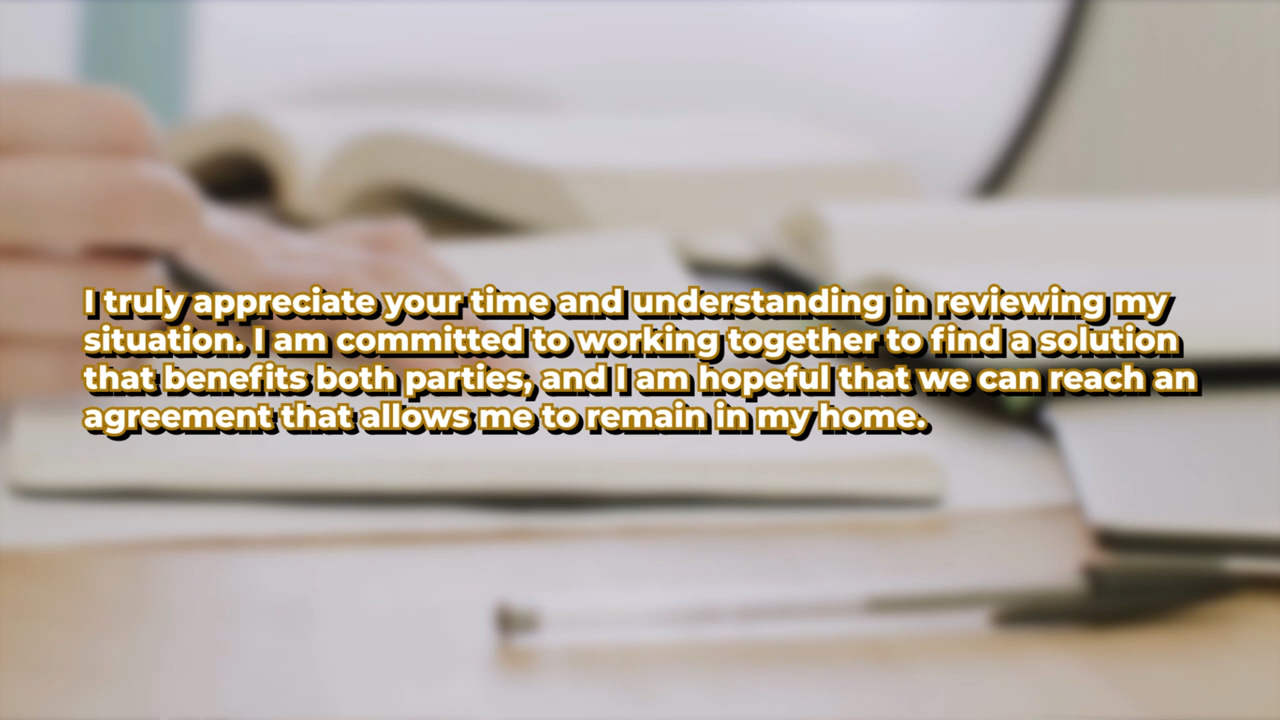 I truly appreciate your time and understanding in reviewing my
situation. I am committed to working together to find a solution
that benefits both parties, and I am hopeful that we can reach an
agreement that allows me to remain in my home.